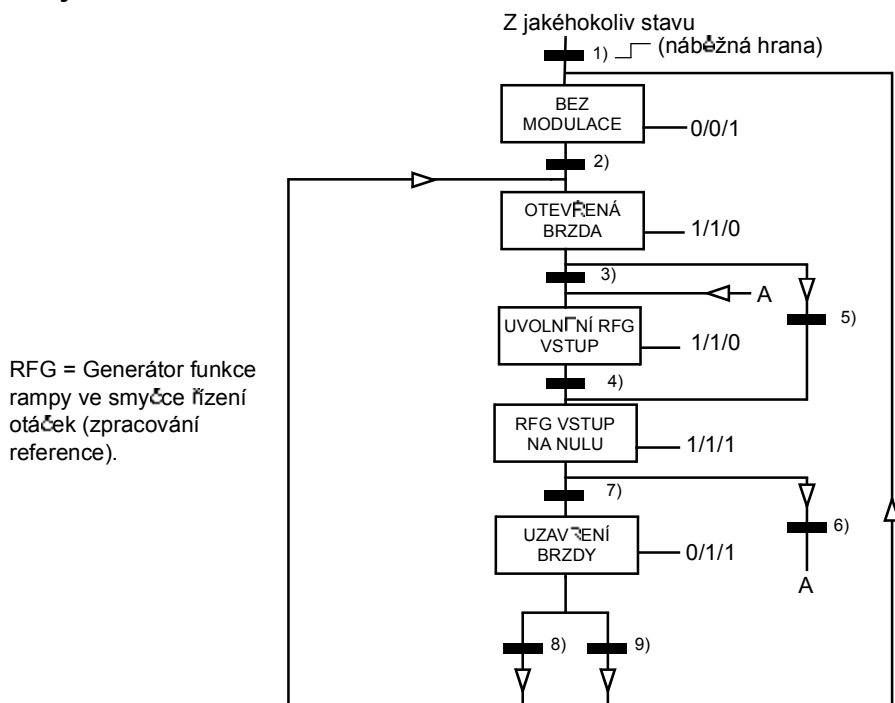 Z jakéhokoliv stavu
1) (náběžná hrana)
BEZ
MODULACE
0/0/1
2)
OTEVŘENÁ
BRZDA
1/1/0
3)
A
5)
UVOLNĚNÍ RFG
VSTUP
1/1/0
RFG = Generátor funkce
rampy ve smyčce řízení
otáček (zpracování
reference).
4)
RFG VSTUP
NA NULU
1/1/1
7)
6)
UZAVŘENÍ
BRZDY
0/1/1
A
8)
9)